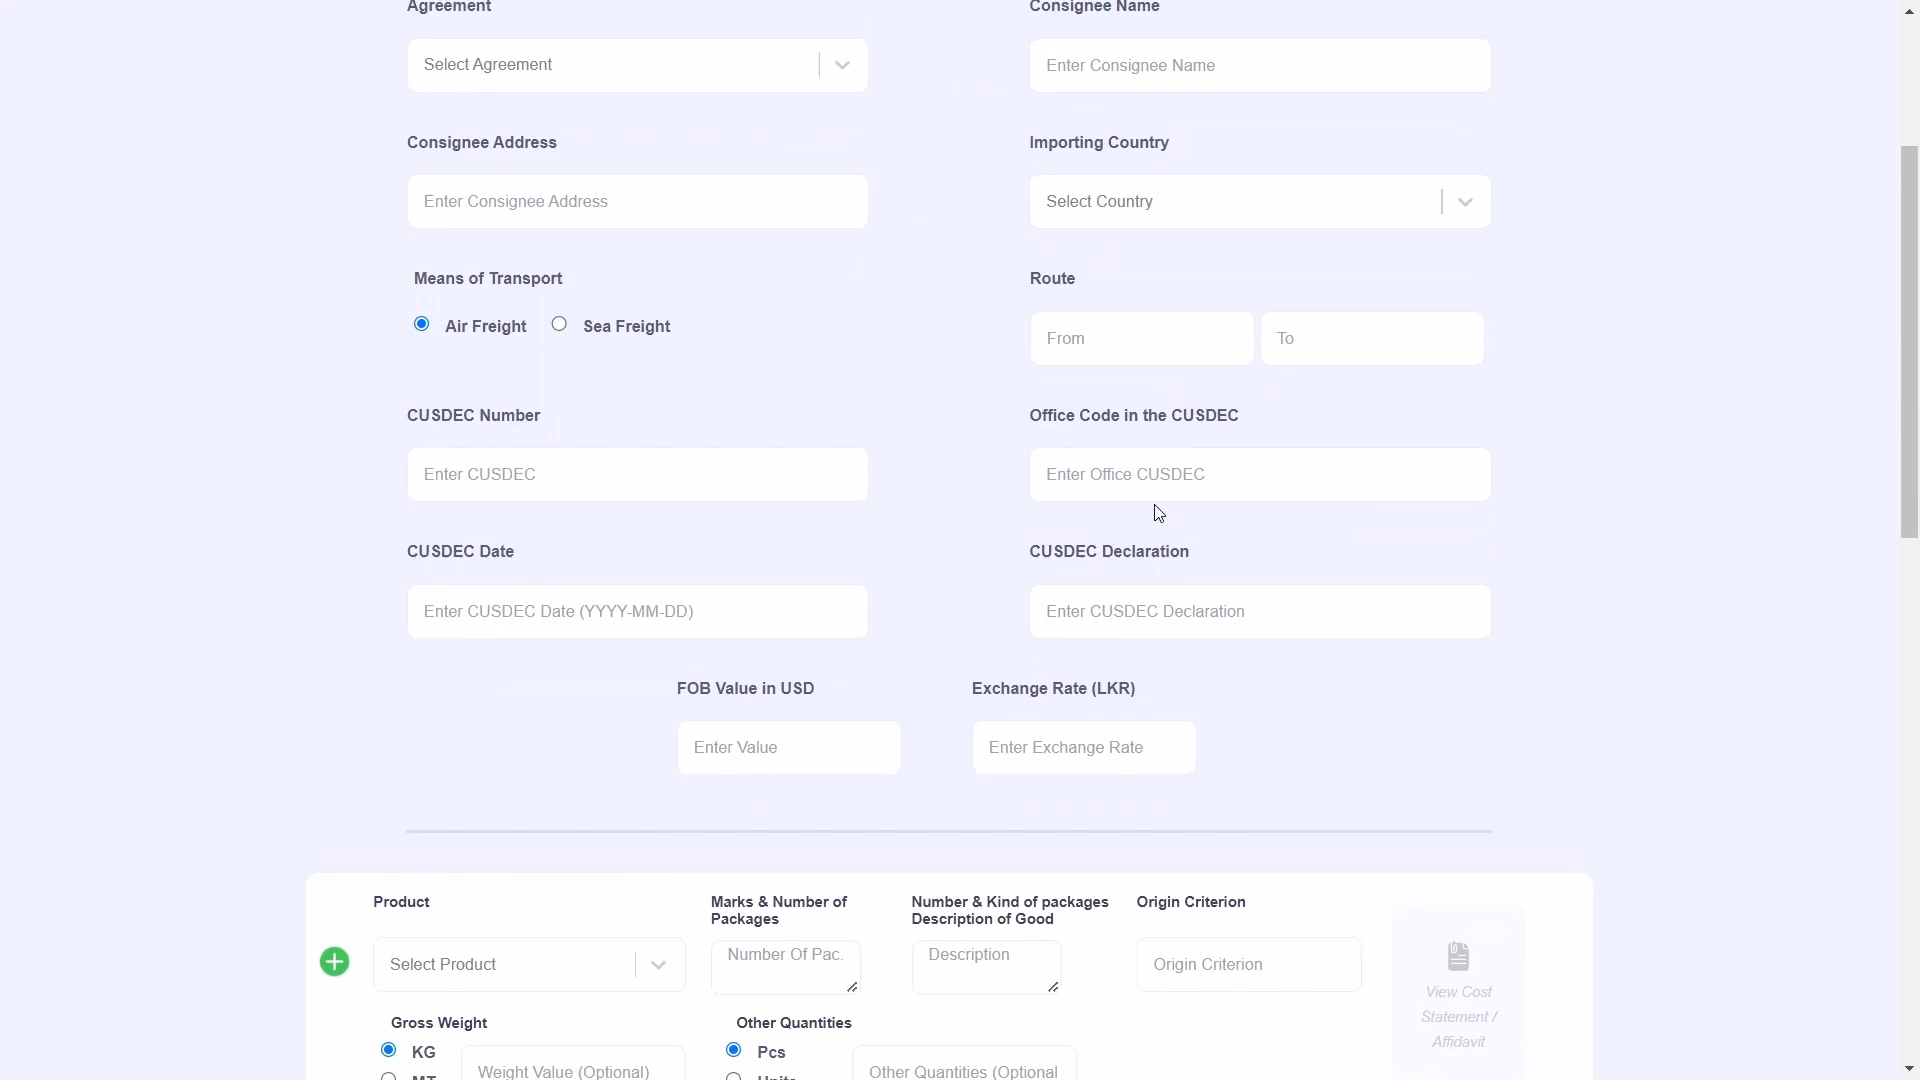 Agreement
Consignee Name
Select Agreement
Enter Consignee Name
Consignee Address
Importing Country
Enter Consignee Address
Select Country
Means of Transport
Route
Air Freight
Sea Freight
From
To
CUSDEC Number
Office Code in the CUSDEC
Enter CUSDEC
Enter Office CUSDEC
CUSDEC Date
CUSDEC Declaration
Enter CUSDEC Date (YYYY-MM-DD)
Enter CUSDEC Declaration
FOB Value in USD
Exchange Rate (LKR)
Enter Value
Enter Exchange Rate
Product
Marks & Number of
Packages
Number & Kind of packages
Description of Good
Origin Criterion
Select Product
Number Of Pac.
Description
Origin Criterion
View Cost
Statement /
Affidavit
Gross Weight
Other Quantities
KG
Weight Value (Optional)
MT
Pcs
Other Quantities (Optional
Units